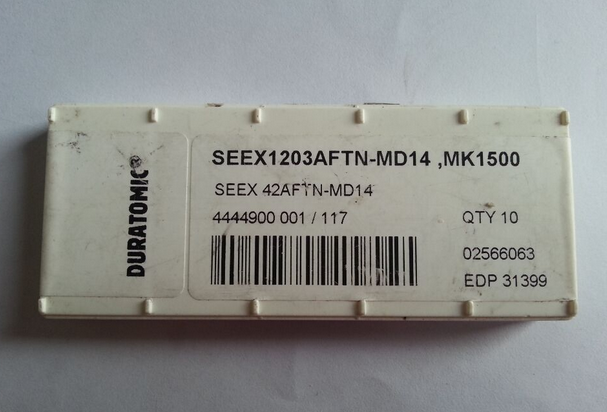 DURATOMIC®
SEEX1203AFTN-MD14 ,MK1500
SEEX 42AFTN-MD14
4444900 001 / 117 QTY 10
02566063
EDP 31399